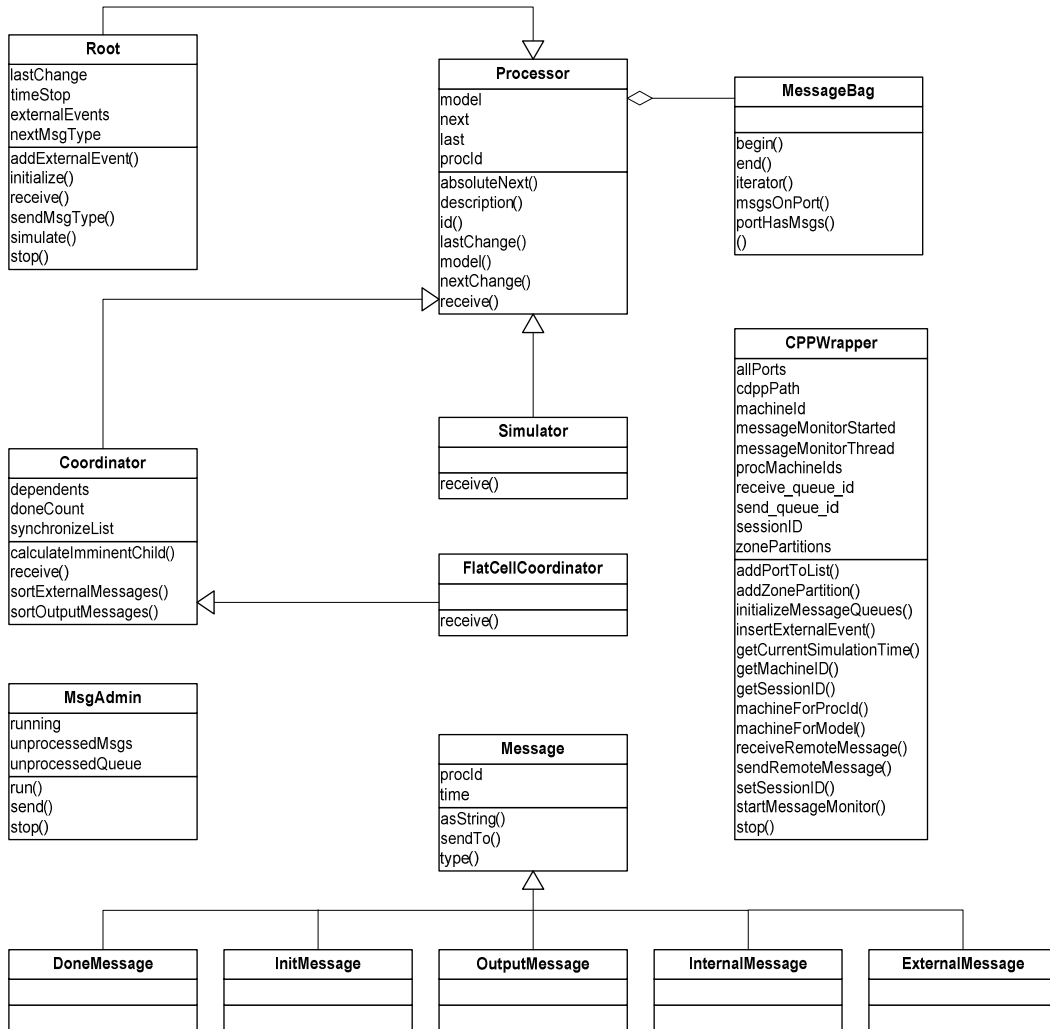 Root
lastChange
timeStop
externalEvents
nextMsgType
addExternalEvent()
initialize()
receive()
sendMsgType()
simulate()
stop()
Processor
model
next
last
procId
absoluteNext()
description()
id()
lastChange()
model()
nextChange()
receive()
MessageBag
begin()
end()
iterator()
msgsOnPort()
portHasMsgs()
()
CPPWrapper
allPorts
cdppPath
machineId
messageMonitorStarted
messageMonitorThread
procMachineIds
receive_queue_id
send_queue_id
sessionID
zonePartitions
addPortToList()
addZonePartition()
initializeMessageQueues()
insertExternalEvent()
getCurrentSimulationTime()
getMachineID()
getSessionID()
machineForProcId()
machineForModel()
receiveRemoteMessage()
sendRemoteMessage()
setSessionID()
startMessageMonitor()
stop()
Simulator
receive()
Coordinator
dependents
doneCount
synchronizeList
calculateImminentChild()
receive()
sortExternalMessages()
sortOutputMessages()
FlatCellCoordinator
receive()
MsgAdmin
running
unprocessedMsgs
unprocessedQueue
run()
send()
stop()
Message
procId
time
asString()
sendTo()
type()
DoneMessage
InitMessage
OutputMessage
InternalMessage
ExternalMessage